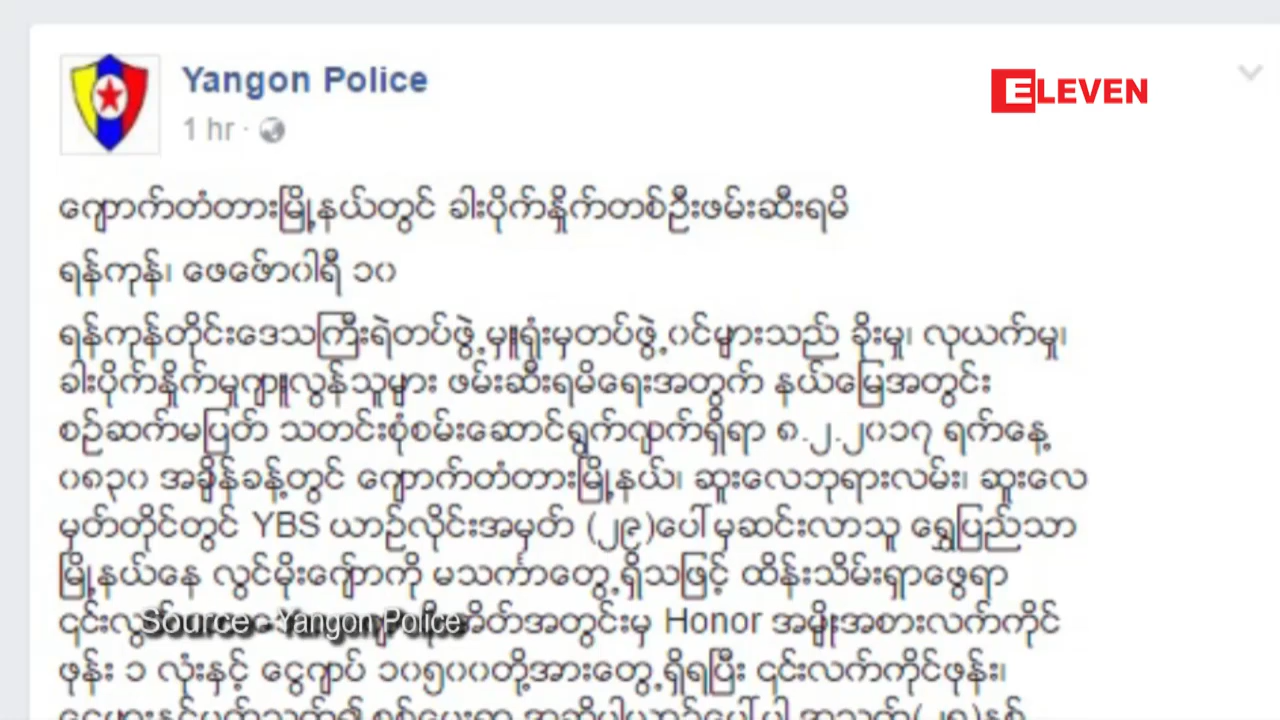 Yangon Police
ELEVEN
1 hr ·
ကျောက်တံတားမြို့နယ်တွင် ခါးပိုက်နှိုက်တစ်ဦးဖမ်းဆီးရမိ
ရန်ကုန်၊ ဖေဖော်ဝါရီ ၁၀
ရန်ကုန်တိုင်းဒေသကြီးရဲတပ်ဖွဲ့မှူးရုံးမှတပ်ဖွဲ့ဝင်များသည် ခိုးမှု၊ လုယက်မှု၊
ခါးပိုက်နှိုက်မှုကျူးလွန်သူများ ဖမ်းဆီးရမိရေးအတွက် နယ်မြေအတွင်း
စဉ်ဆက်မပြတ် သတင်းစုံစမ်းဆောင်ရွက်လျက်ရှိရာ ၈.၂.၂၀၁၇ ရက်နေ့
၀၈၃၀ အချိန်ခန့်တွင် ကျောက်တံတားမြို့နယ်၊ ဆူးလေဘုရားလမ်း၊ ဆူးလေ
မှတ်တိုင်တွင် YBS ယာဉ်လိုင်းအမှတ် (၂၉)ပေါ်မှဆင်းလာသူ ရွှေပြည်သာ
မြို့နယ်နေ လွင်မိုးကျော်ကို မသင်္ကာတွေ့ရှိသဖြင့် ထိန်းသိမ်းရှာဖွေရာ
၎င်းလွ အိတ်အတွင်းမှ Honor အမျိုးအစားလက်ကိုင်
Source - Yangon Police
ဖုန်း ၁ လုံးနှင့် ငွေကျပ် ၁၀၅၀၀တို့အားတွေ့ရှိရပြီး ၎င်းလက်ကိုင်ဖုန်း၊